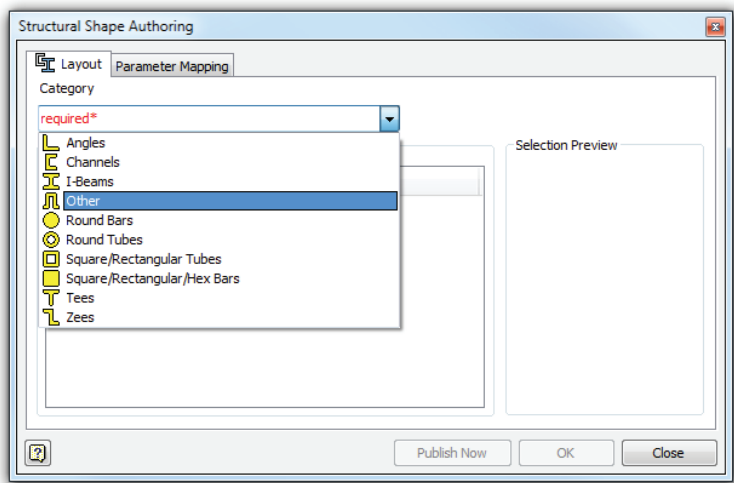 Structural Shape Authoring
Layout
Parameter Mapping
Category
required*
Angles
Channels
I-Beams
Other
Round Bars
Round Tubes
Square/Rectangular Tubes
Square/Rectangular/Hex Bars
Tees
Zees
Selection Preview
?
Publish Now
OK
Close